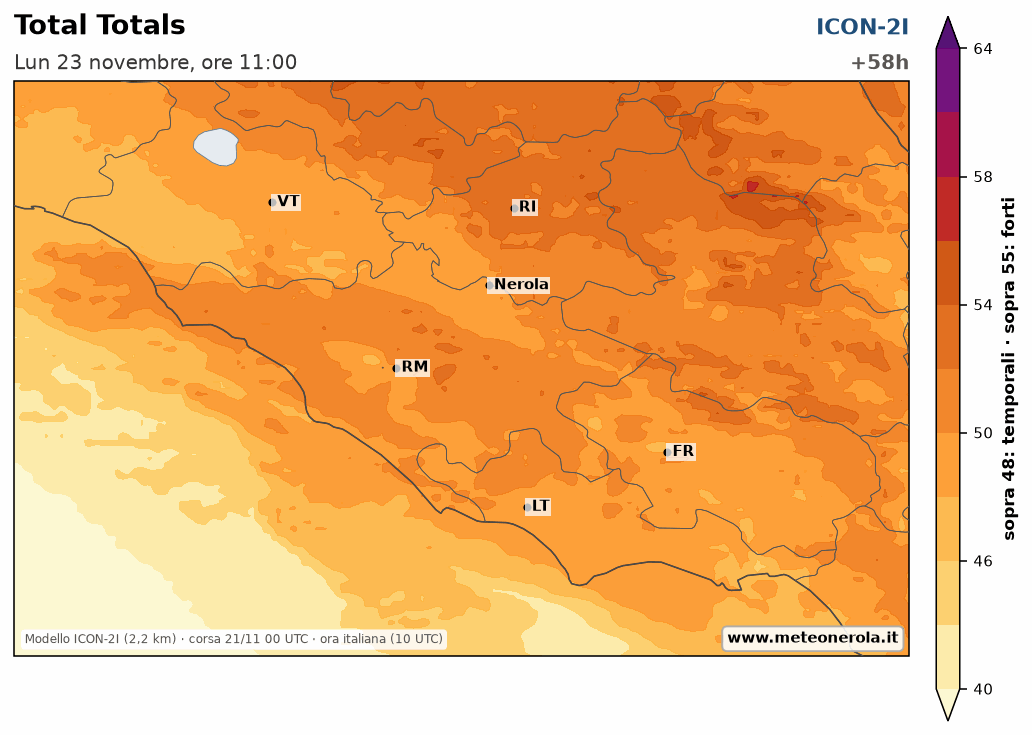 Total Totals
ICON-2I
Lun 23 novembre, ore 11:00
+58h
VT
RI
Nerola
RM
FR
LT
Modello ICON-2I (2,2 km) · corsa 21/11 00 UTC · ora italiana (10 UTC)
www.meteonerola.it
64
58
54
50
46
40
sopra 48: temporali · sopra 55: forti